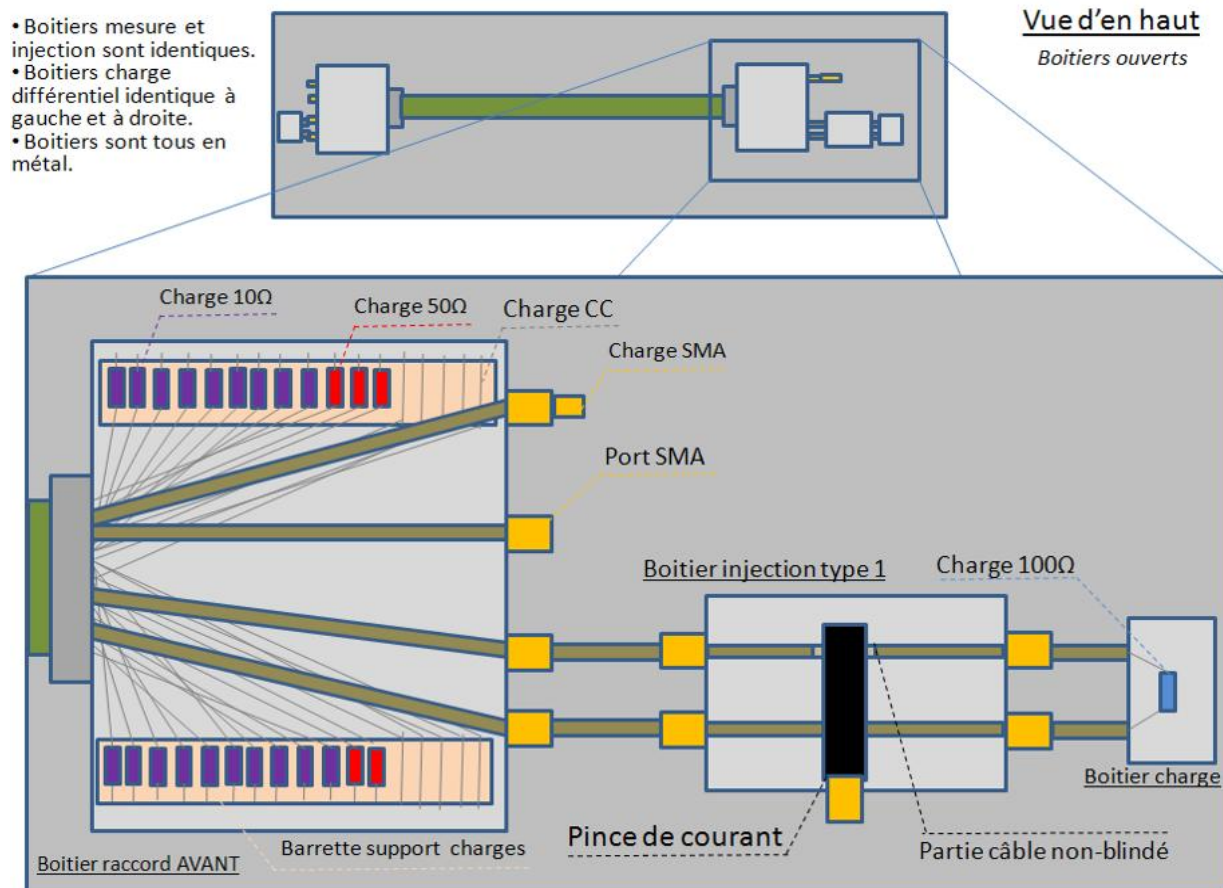 • Boitiers mesure et
injection sont identiques.
• Boitiers charge
différentiel identique à
gauche et à droite.
• Boitiers sont tous en
métal.
Vue d'en haut
Boitiers ouverts
Charge 10Ω
Charge 50Ω
Charge CC
Charge SMA
Port SMA
Boitier injection type 1
Charge 100Ω
Boitier charge
Pince de courant
Partie câble non-blindé
Barrette support charges
Boitier raccord AVANT